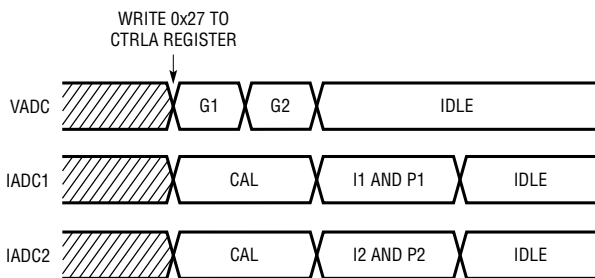 WRITE 0x27 TO
CTRLA REGISTER
VADC G1 G2 IDLE
IADC1 CAL I1 AND P1 IDLE
IADC2 CAL I2 AND P2 IDLE